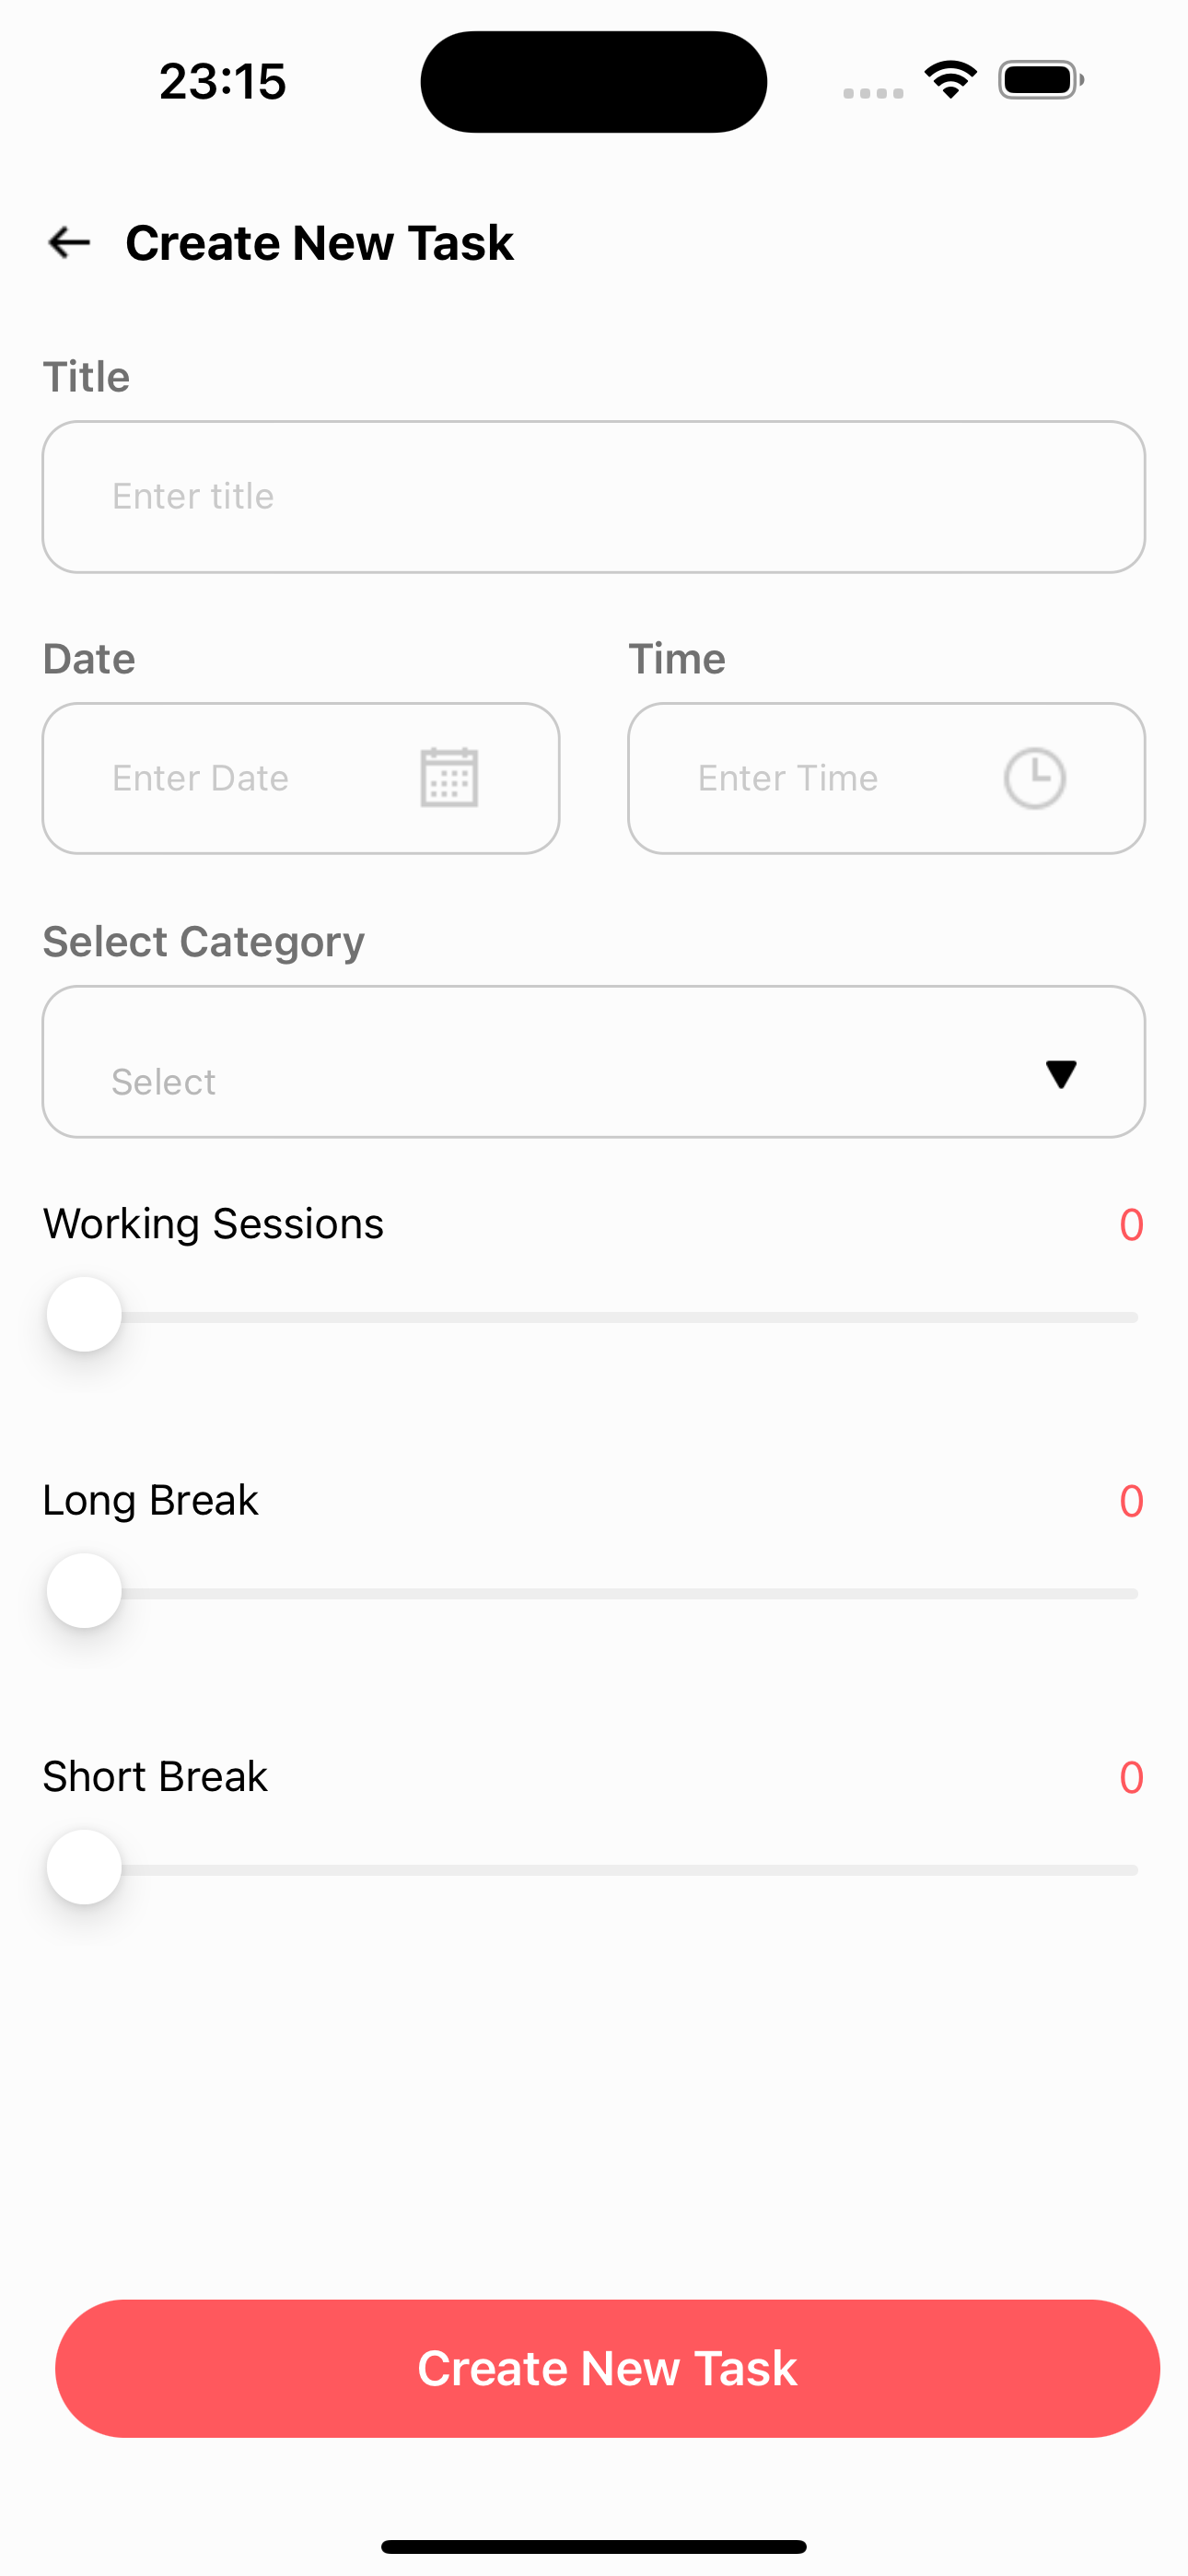 23:15
Create New Task
Title
Enter title
Date Time
Enter Date Enter Time
Select Category
Select
Working Sessions 0
Long Break 0
Short Break 0
Create New Task